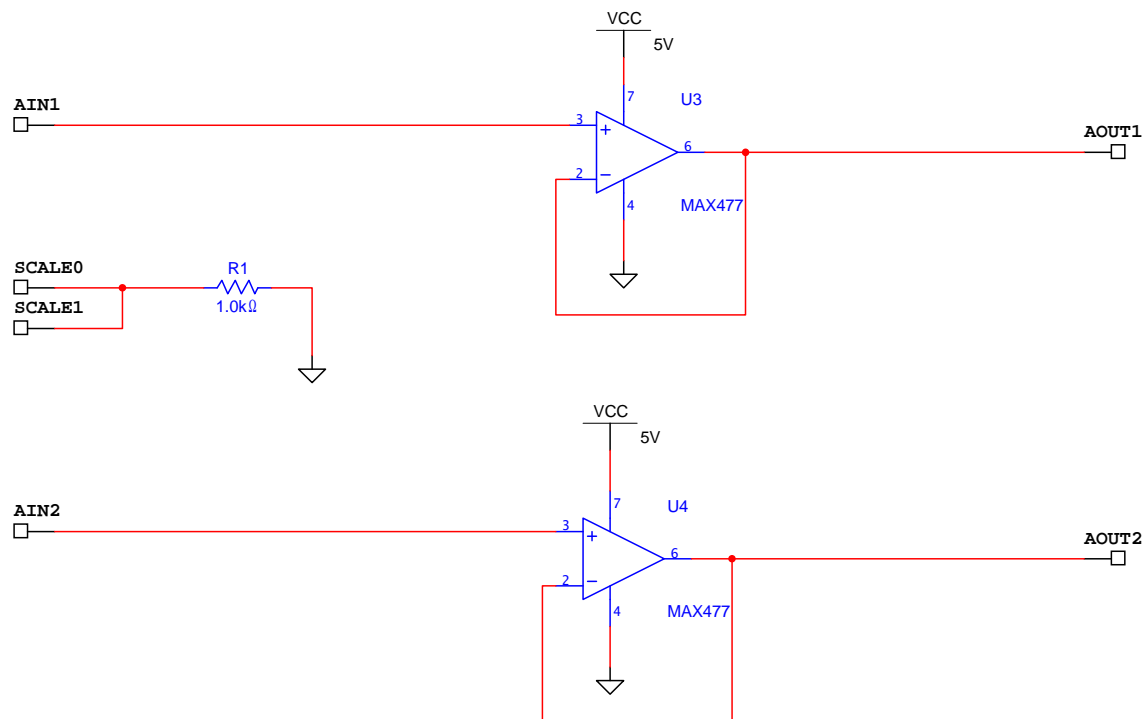 VCC
5V
7
U3
AIN1
3
+
6
AOUT1
2
−
4
MAX477
SCALE0
R1
SCALE1
1.0kΩ
VCC
5V
7
U4
AIN2
3
+
6
AOUT2
2
−
4
MAX477